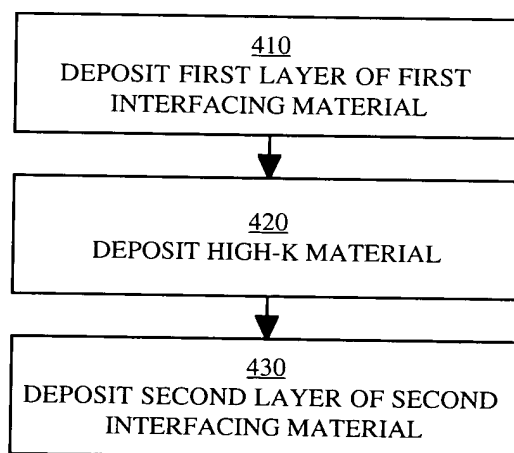 410
DEPOSIT FIRST LAYER OF FIRST
INTERFACING MATERIAL
420
DEPOSIT HIGH-K MATERIAL
430
DEPOSIT SECOND LAYER OF SECOND
INTERFACING MATERIAL